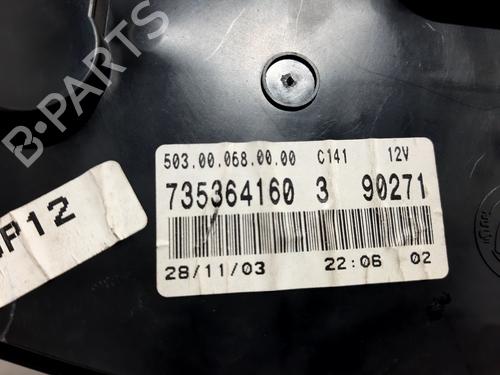 B-PARTS
503.00.068.00.00 C141 12V
735364160 3 90271
28/11/03 22:06 02
P12